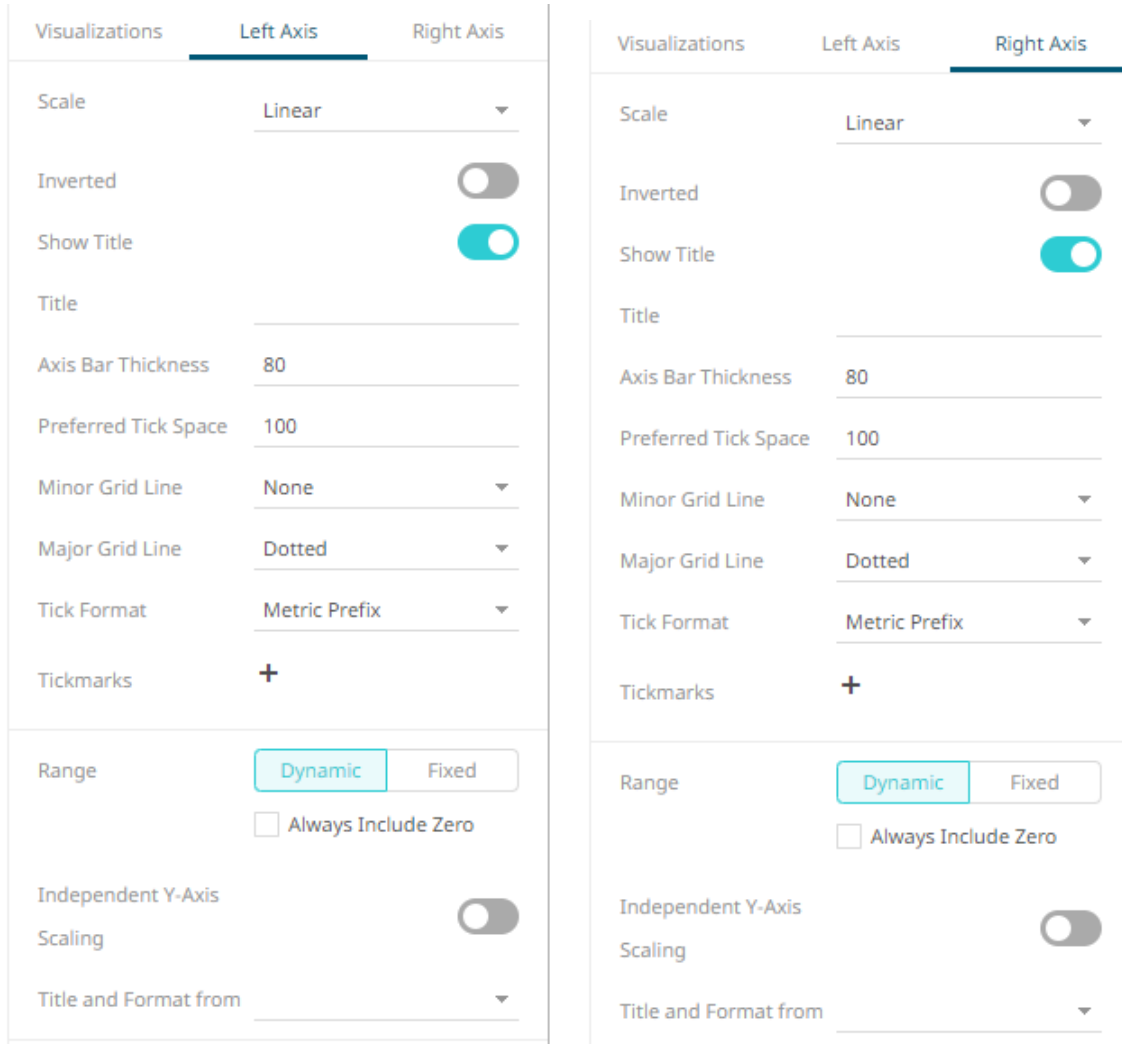 Visualizations Left Axis Right Axis
Scale Linear
Inverted
Show Title
Title
Axis Bar Thickness 80
Preferred Tick Space 100
Minor Grid Line None
Major Grid Line Dotted
Tick Format Metric Prefix
Tickmarks +
Range Dynamic Fixed
Always Include Zero
Independent Y-Axis
Scaling
Title and Format from
Visualizations Left Axis Right Axis
Scale Linear
Inverted
Show Title
Title
Axis Bar Thickness 80
Preferred Tick Space 100
Minor Grid Line None
Major Grid Line Dotted
Tick Format Metric Prefix
Tickmarks +
Range Dynamic Fixed
Always Include Zero
Independent Y-Axis
Scaling
Title and Format from